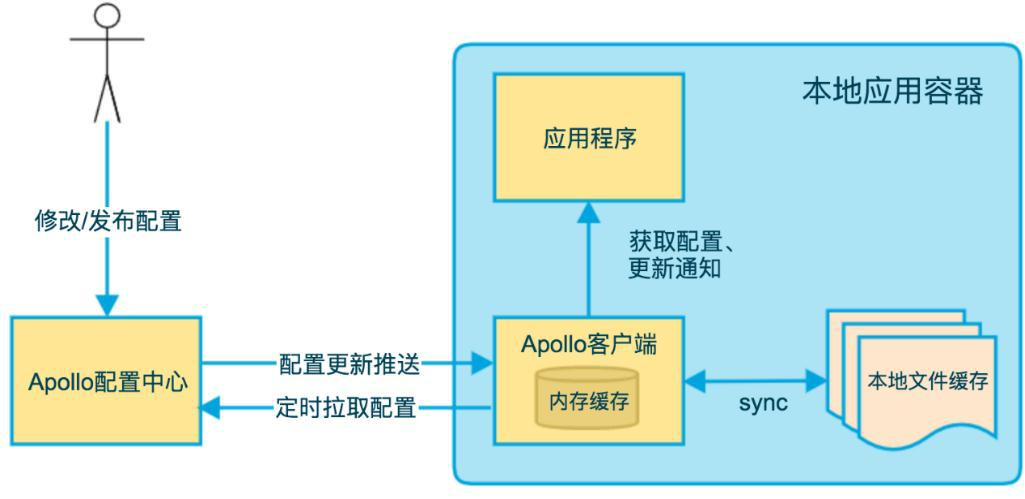 本地应用容器
应用程序
修改/发布配置
获取配置、
更新通知
Apollo配置中心
配置更新推送
定时拉取配置
Apollo客户端
内存缓存
sync
本地文件缓存